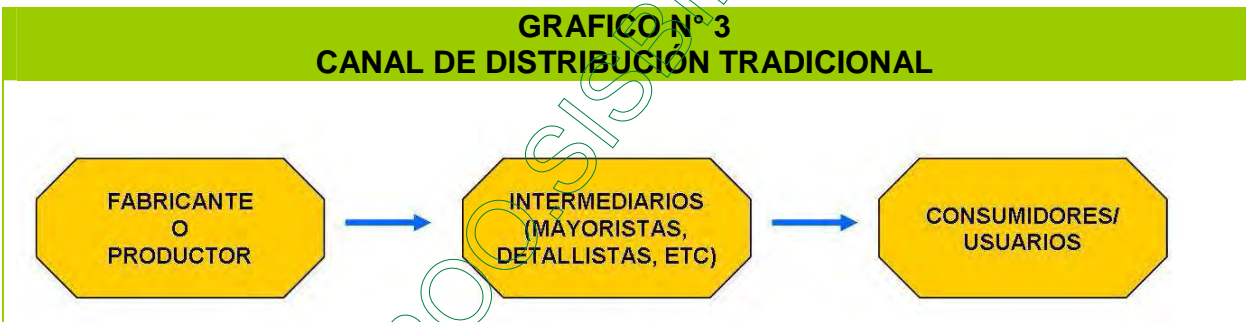 GRAFICO N° 3
CANAL DE DISTRIBUCIÓN TRADICIONAL
FABRICANTE
O
PRODUCTOR
INTERMEDIARIOS
(MAYORISTAS,
DETALLISTAS, ETC)
CONSUMIDORES/
USUARIOS